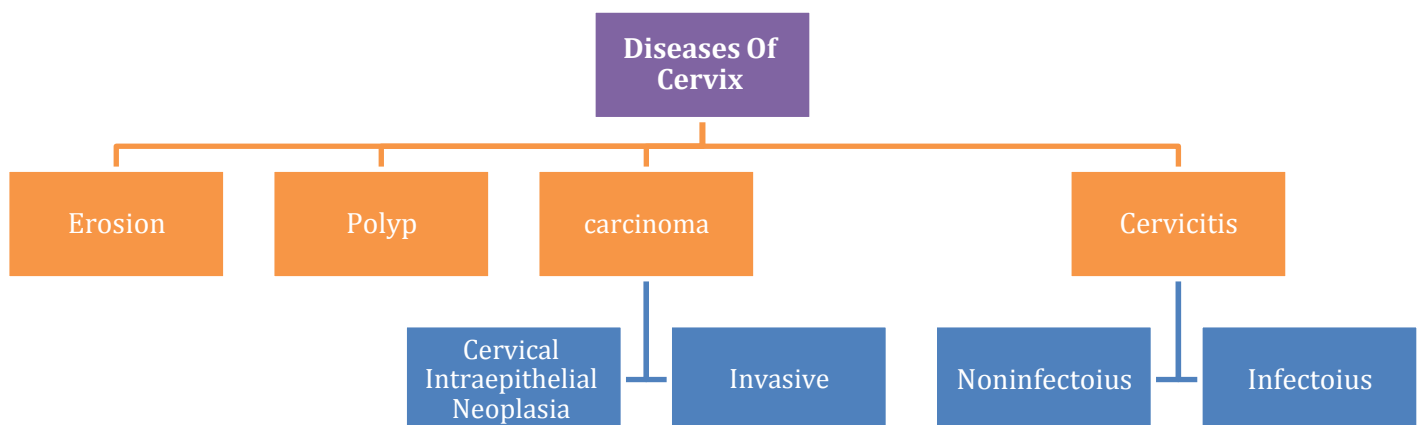 Diseases Of
Cervix
Erosion
Polyp
carcinoma
Cervicitis
Cervical
Intraepithelial
Neoplasia
Invasive
Noninfectoius
Infectoius